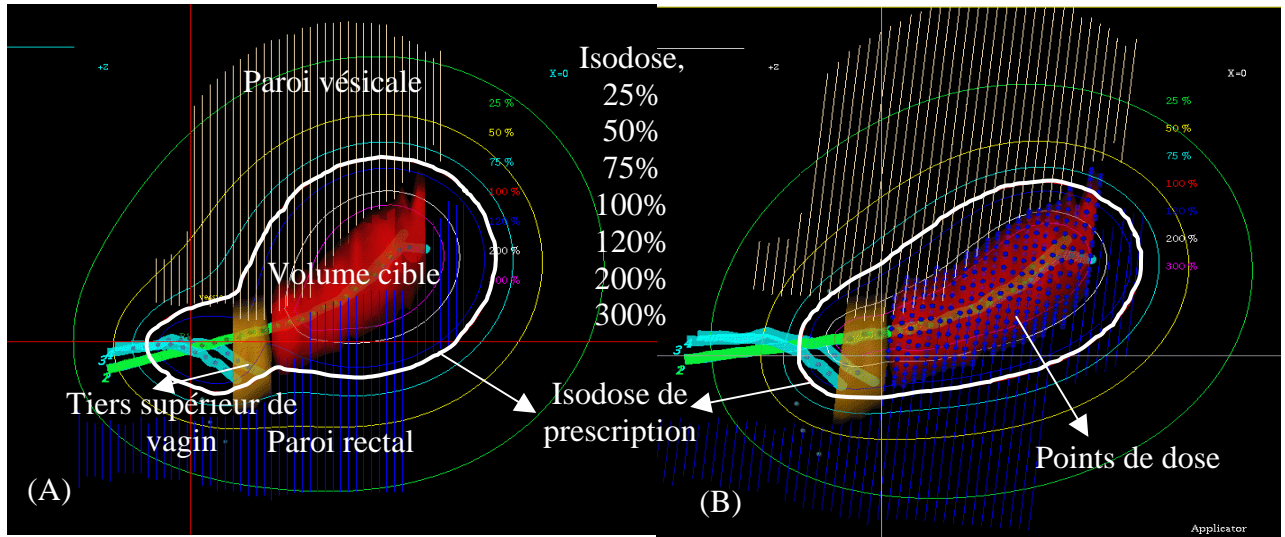 +Z
X=0
Paroi vésicale
25 %
50 %
75 %
100 %
120 %
200 %
00 %
Volume cible
3
2
Tiers supérieur de
vagin
Paroi rectal
(A)
Isodose,
25%
50%
75%
100%
120%
200%
300%
Isodose de
prescription
+Z
X=0
25 %
50 %
75 %
100 %
120 %
200 %
300 %
2
Points de dose
(B)
Applicator